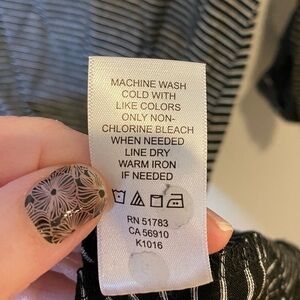 MACHINE WASH
COLD WITH
LIKE COLORS
ONLY NON-
CHLORINE BLEACH
WHEN NEEDED
LINE DRY
WARM IRON
IF NEEDED
RN 51783
CA 56910
K1016